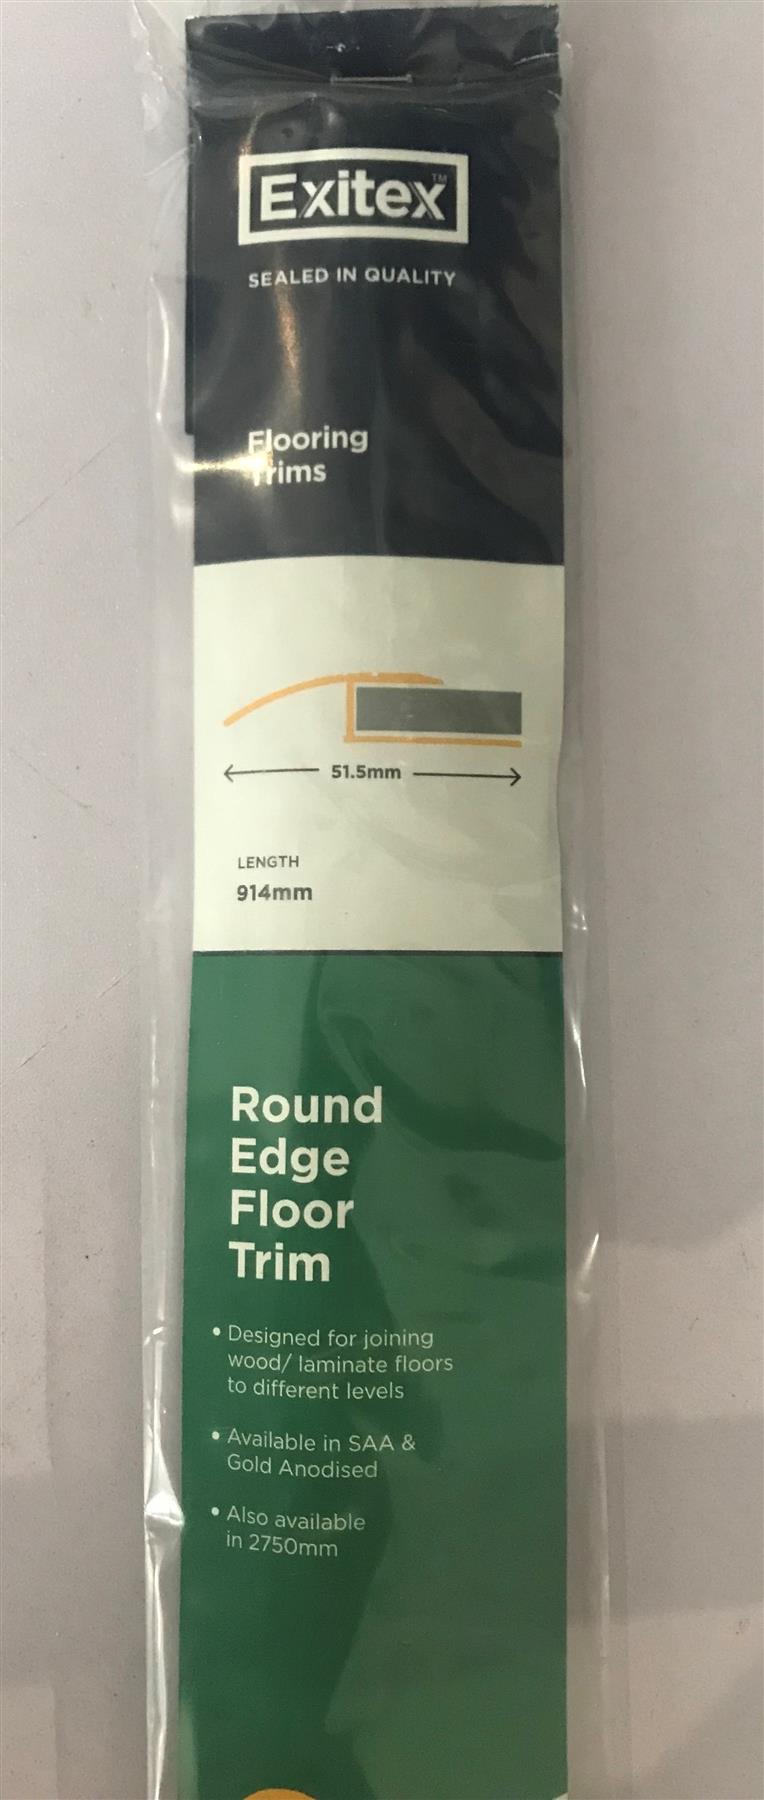 Exitex™
SEALED IN QUALITY
Flooring
Trims
51.5mm
LENGTH
914mm
Round
Edge
Floor
Trim
• Designed for joining
wood/ laminate floors
to different levels
• Available in SAA &
Gold Anodised
• Also available
in 2750mm